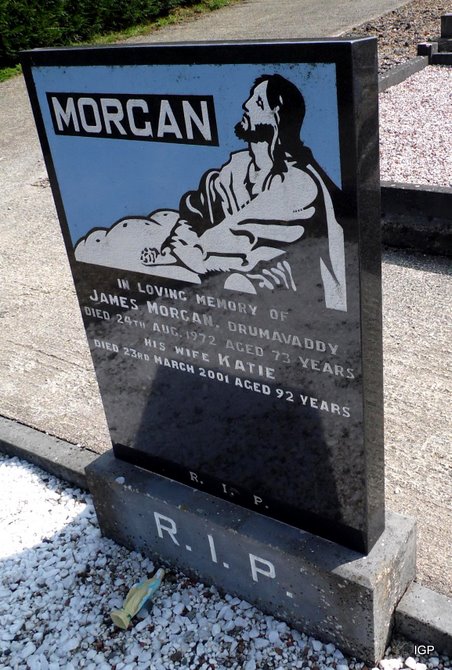 MORGAN
IN LOVING MEMORY OF
JAMES MORGAN, DRUMAVADDY
DIED 24TH AUG. 1972 AGED 73 YEARS
HIS WIFE KATIE
DIED 23RD MARCH 2001 AGED 92 YEARS
R. I. P.
R.I.P.
IGP